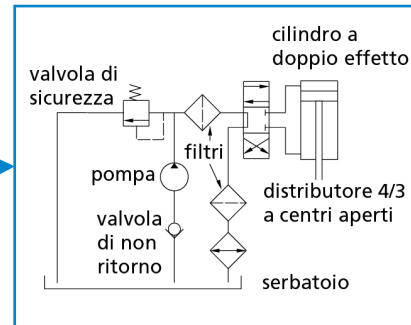 cilindro a
doppio effetto
valvola di
sicurezza
filtri
pompa
distributore 4/3
a centri aperti
valvola
di non
ritorno
serbatoio